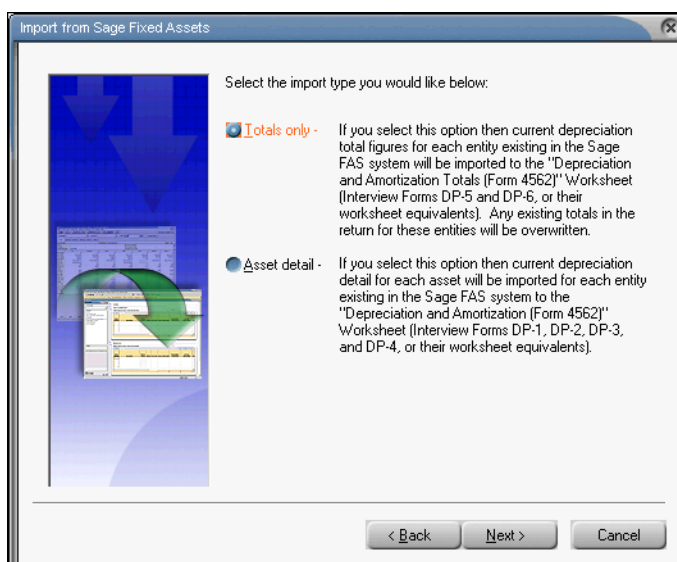 Import from Sage Fixed Assets
Select the import type you would like below:
Totals only -
If you select this option then current depreciation
total figures for each entity existing in the Sage
FAS system will be imported to the "Depreciation
and Amortization Totals (Form 4562)" Worksheet
(Interview Forms DP-5 and DP-6, or their
worksheet equivalents). Any existing totals in the
return for these entities will be overwritten.
Asset detail -
If you select this option then current depreciation
detail for each asset will be imported for each entity
existing in the Sage FAS system to the
"Depreciation and Amortization (Form 4562)"
Worksheet (Interview Forms DP-1, DP-2, DP-3,
and DP-4, or their worksheet equivalents).
< Back
Next >
Cancel